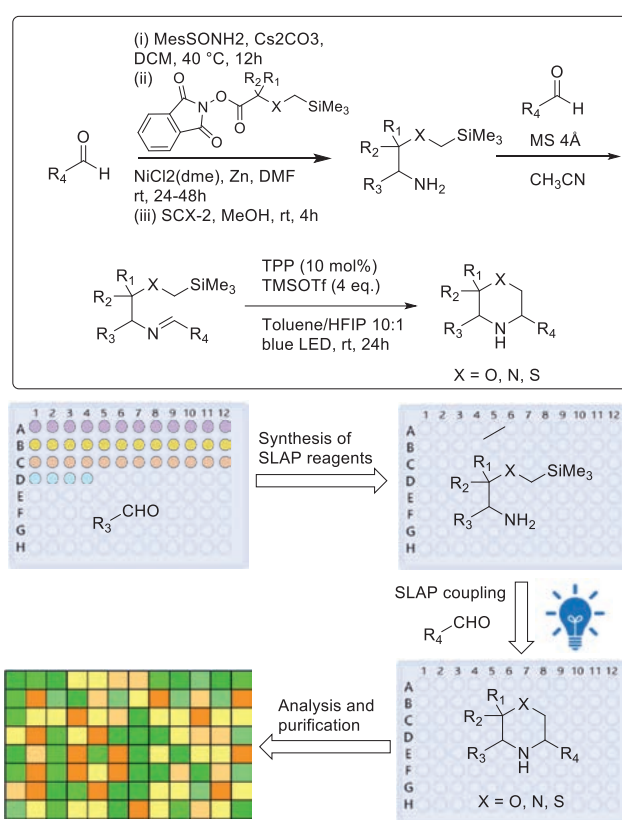 (i) MesSONH2, Cs2CO3,
DCM, 40 °C, 12h
(ii)
O
N
O
O
O
R2
R1
X
SiMe3
O
R4
H
NiCl2(dme), Zn, DMF
rt, 24-48h
(iii) SCX-2, MeOH, rt, 4h
R1
X
SiMe3
R2
R3
NH2
O
R4
H
MS 4Å
CH3CN
R1
X
SiMe3
R2
R3
N
R4
TPP (10 mol%)
TMSOTf (4 eq.)
Toluene/HFIP 10:1
blue LED, rt, 24h
R1
X
R2
R3
N
H
R4
X = O, N, S
1 2 3 4 5 6 7 8 9 10 11 12
A
B
C
D
E
F
G
H
R3
CHO
Synthesis of
SLAP reagents
1 2 3 4 5 6 7 8 9 10 11 12
A
B
C
D
E
F
G
H
R1
X
SiMe3
R2
R3
NH2
SLAP coupling
R4
CHO
1 2 3 4 5 6 7 8 9 10 11 12
A
B
C
D
E
F
G
H
R1
X
R2
R3
N
H
R4
X = O, N, S
Analysis and
purification